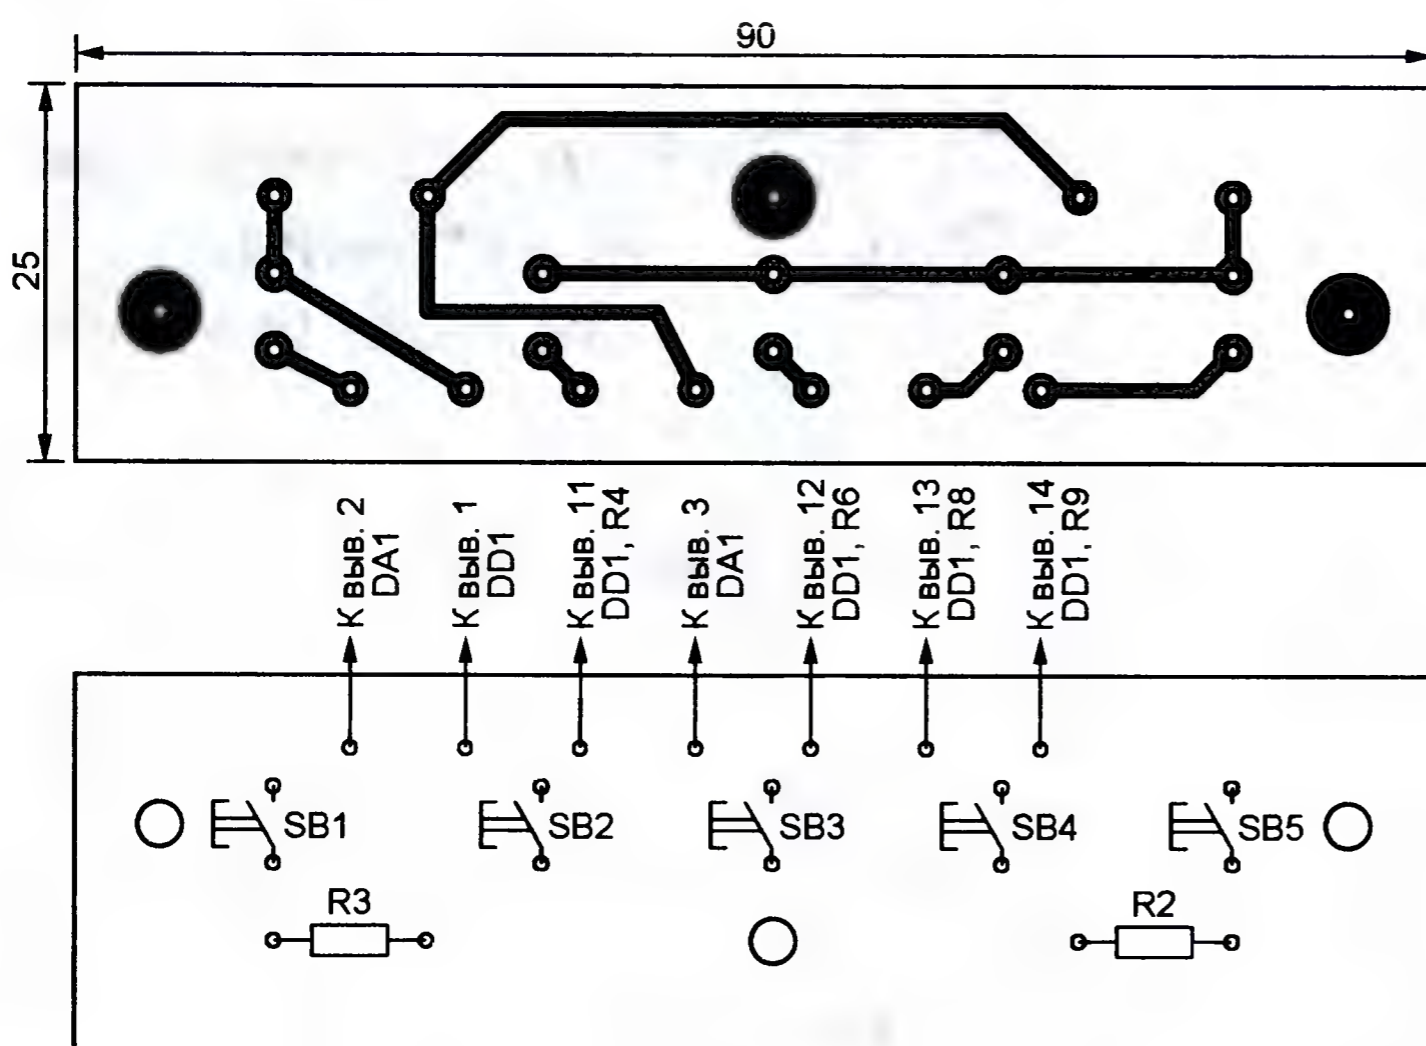 90
25
К выв. 2
DA1
К выв. 1
DD1
К выв. 11
DD1, R4
К выв. 3
DA1
К выв. 12
DD1, R6
К выв. 13
DD1, R8
К выв. 14
DD1, R9
SB1
SB2
SB3
SB4
SB5
R3
R2